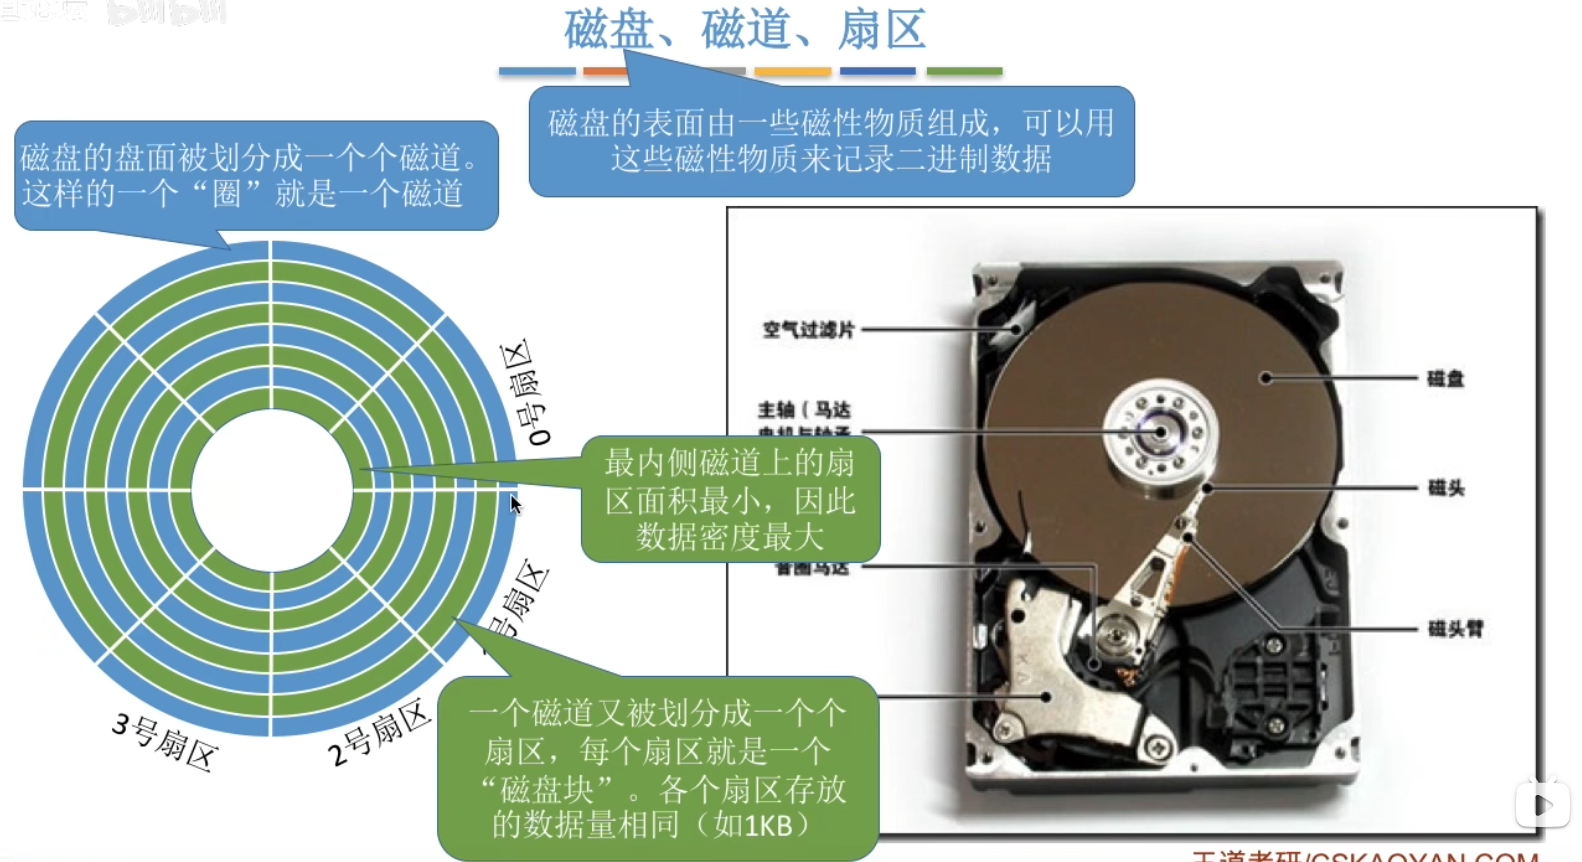 磁盘、磁道、扇区
磁盘的表面由一些磁性物质组成，可以用
这些磁性物质来记录二进制数据
磁盘的盘面被划分成一个个磁道。
这样的一个“圈”就是一个磁道
0号扇区
号扇区
2号扇区
3号扇区
最内侧磁道上的扇
区面积最小，因此
数据密度最大
一个磁道又被划分成一个个
扇区，每个扇区就是一个
“磁盘块”。各个扇区存放
的数据量相同（如1KB）
空气过滤片
主轴（马达
电机与轴承
音圈马达
磁盘
磁头
磁头臂
王道考研/CSKAOYAN.COM
bilibili